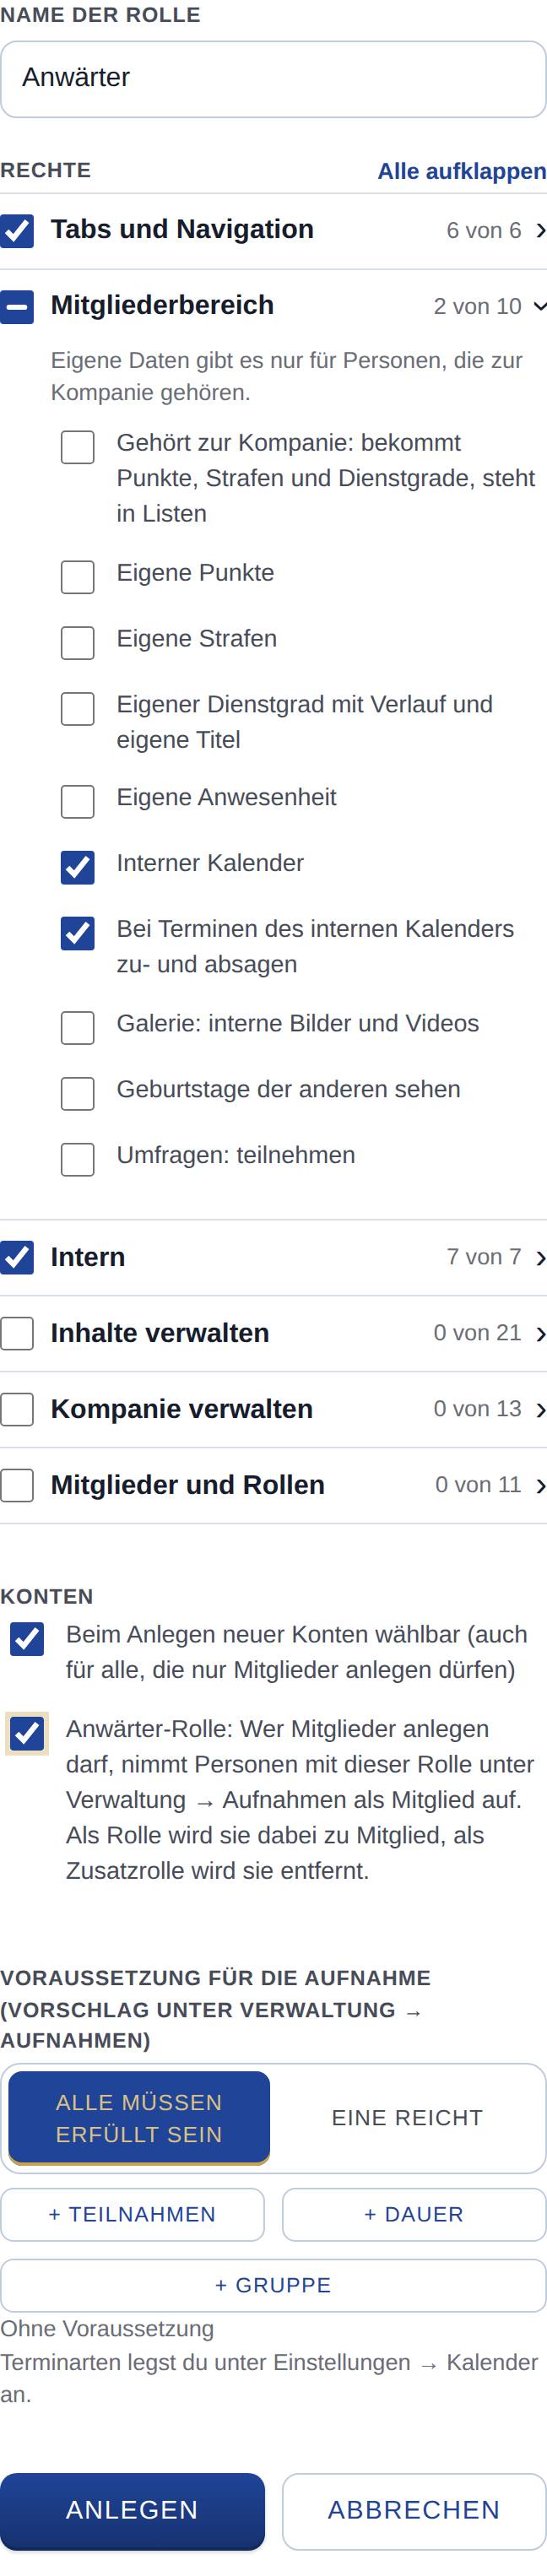 NAME DER ROLLE
Anwärter
RECHTE
Alle aufklappen
Tabs und Navigation
6 von 6
Mitgliederbereich
2 von 10
Eigene Daten gibt es nur für Personen, die zur
Kompanie gehören.
Gehört zur Kompanie: bekommt
Punkte, Strafen und Dienstgrade, steht
in Listen
Eigene Punkte
Eigene Strafen
Eigener Dienstgrad mit Verlauf und
eigene Titel
Eigene Anwesenheit
Interner Kalender
Bei Terminen des internen Kalenders
zu- und absagen
Galerie: interne Bilder und Videos
Geburtstage der anderen sehen
Umfragen: teilnehmen
Intern
7 von 7
Inhalte verwalten
0 von 21
Kompanie verwalten
0 von 13
Mitglieder und Rollen
0 von 11
KONTEN
Beim Anlegen neuer Konten wählbar (auch
für alle, die nur Mitglieder anlegen dürfen)
Anwärter-Rolle: Wer Mitglieder anlegen
darf, nimmt Personen mit dieser Rolle unter
Verwaltung → Aufnahmen als Mitglied auf.
Als Rolle wird sie dabei zu Mitglied, als
Zusatzrolle wird sie entfernt.
VORAUSSETZUNG FÜR DIE AUFNAHME
(VORSCHLAG UNTER VERWALTUNG →
AUFNAHMEN)
ALLE MÜSSEN
ERFÜLLT SEIN
EINE REICHT
+ TEILNAHMEN
+ DAUER
+ GRUPPE
Ohne Voraussetzung
Terminarten legst du unter Einstellungen → Kalender
an.
ANLEGEN
ABBRECHEN